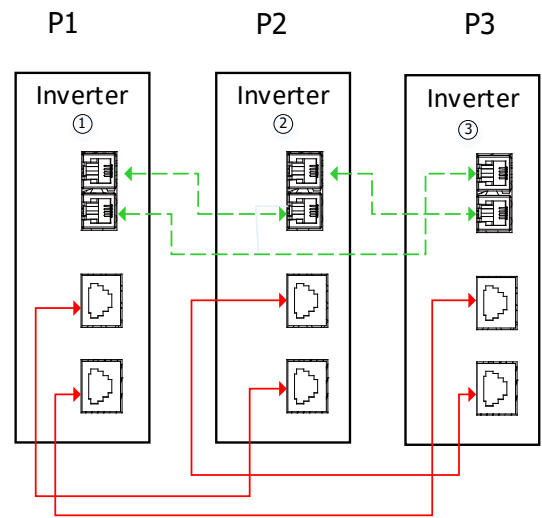 P1 P2 P3
Inverter Inverter Inverter
① ② ③